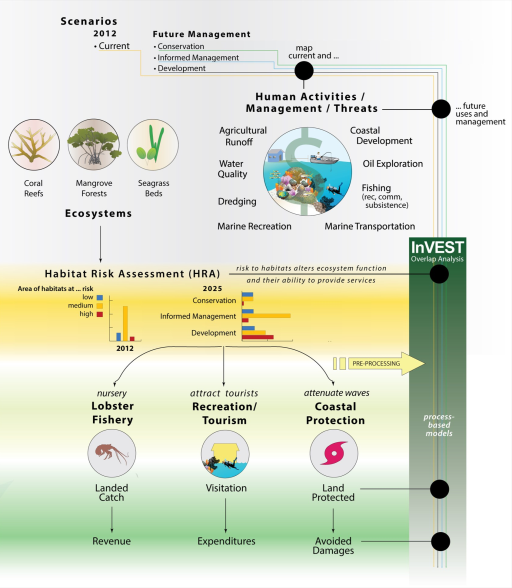 Scenarios
2012
• Current
Future Management
• Conservation
• Informed Management
• Development
map
current and ...
Human Activities /
Management / Threats
... future
uses and
management
Agricultural
Runoff
Coastal
Development
Water
Quality
Oil Exploration
Fishing
(rec, comm,
subsistence)
Dredging
Marine Recreation
Marine Transportation
Coral
Reefs
Mangrove
Forests
Seagrass
Beds
Ecosystems
InVEST
Overlap Analysis
Habitat Risk Assessment (HRA)
risk to habitats alters ecosystem function
and their ability to provide services
Area of habitats at ... risk
low
medium
high
2012
2025
Conservation
Informed Management
Development
PRE-PROCESSING
nursery
Lobster
Fishery
attract tourists
Recreation/
Tourism
attenuate waves
Coastal
Protection
process-
based
models
Landed
Catch
Visitation
Land
Protected
Revenue
Expenditures
Avoided
Damages